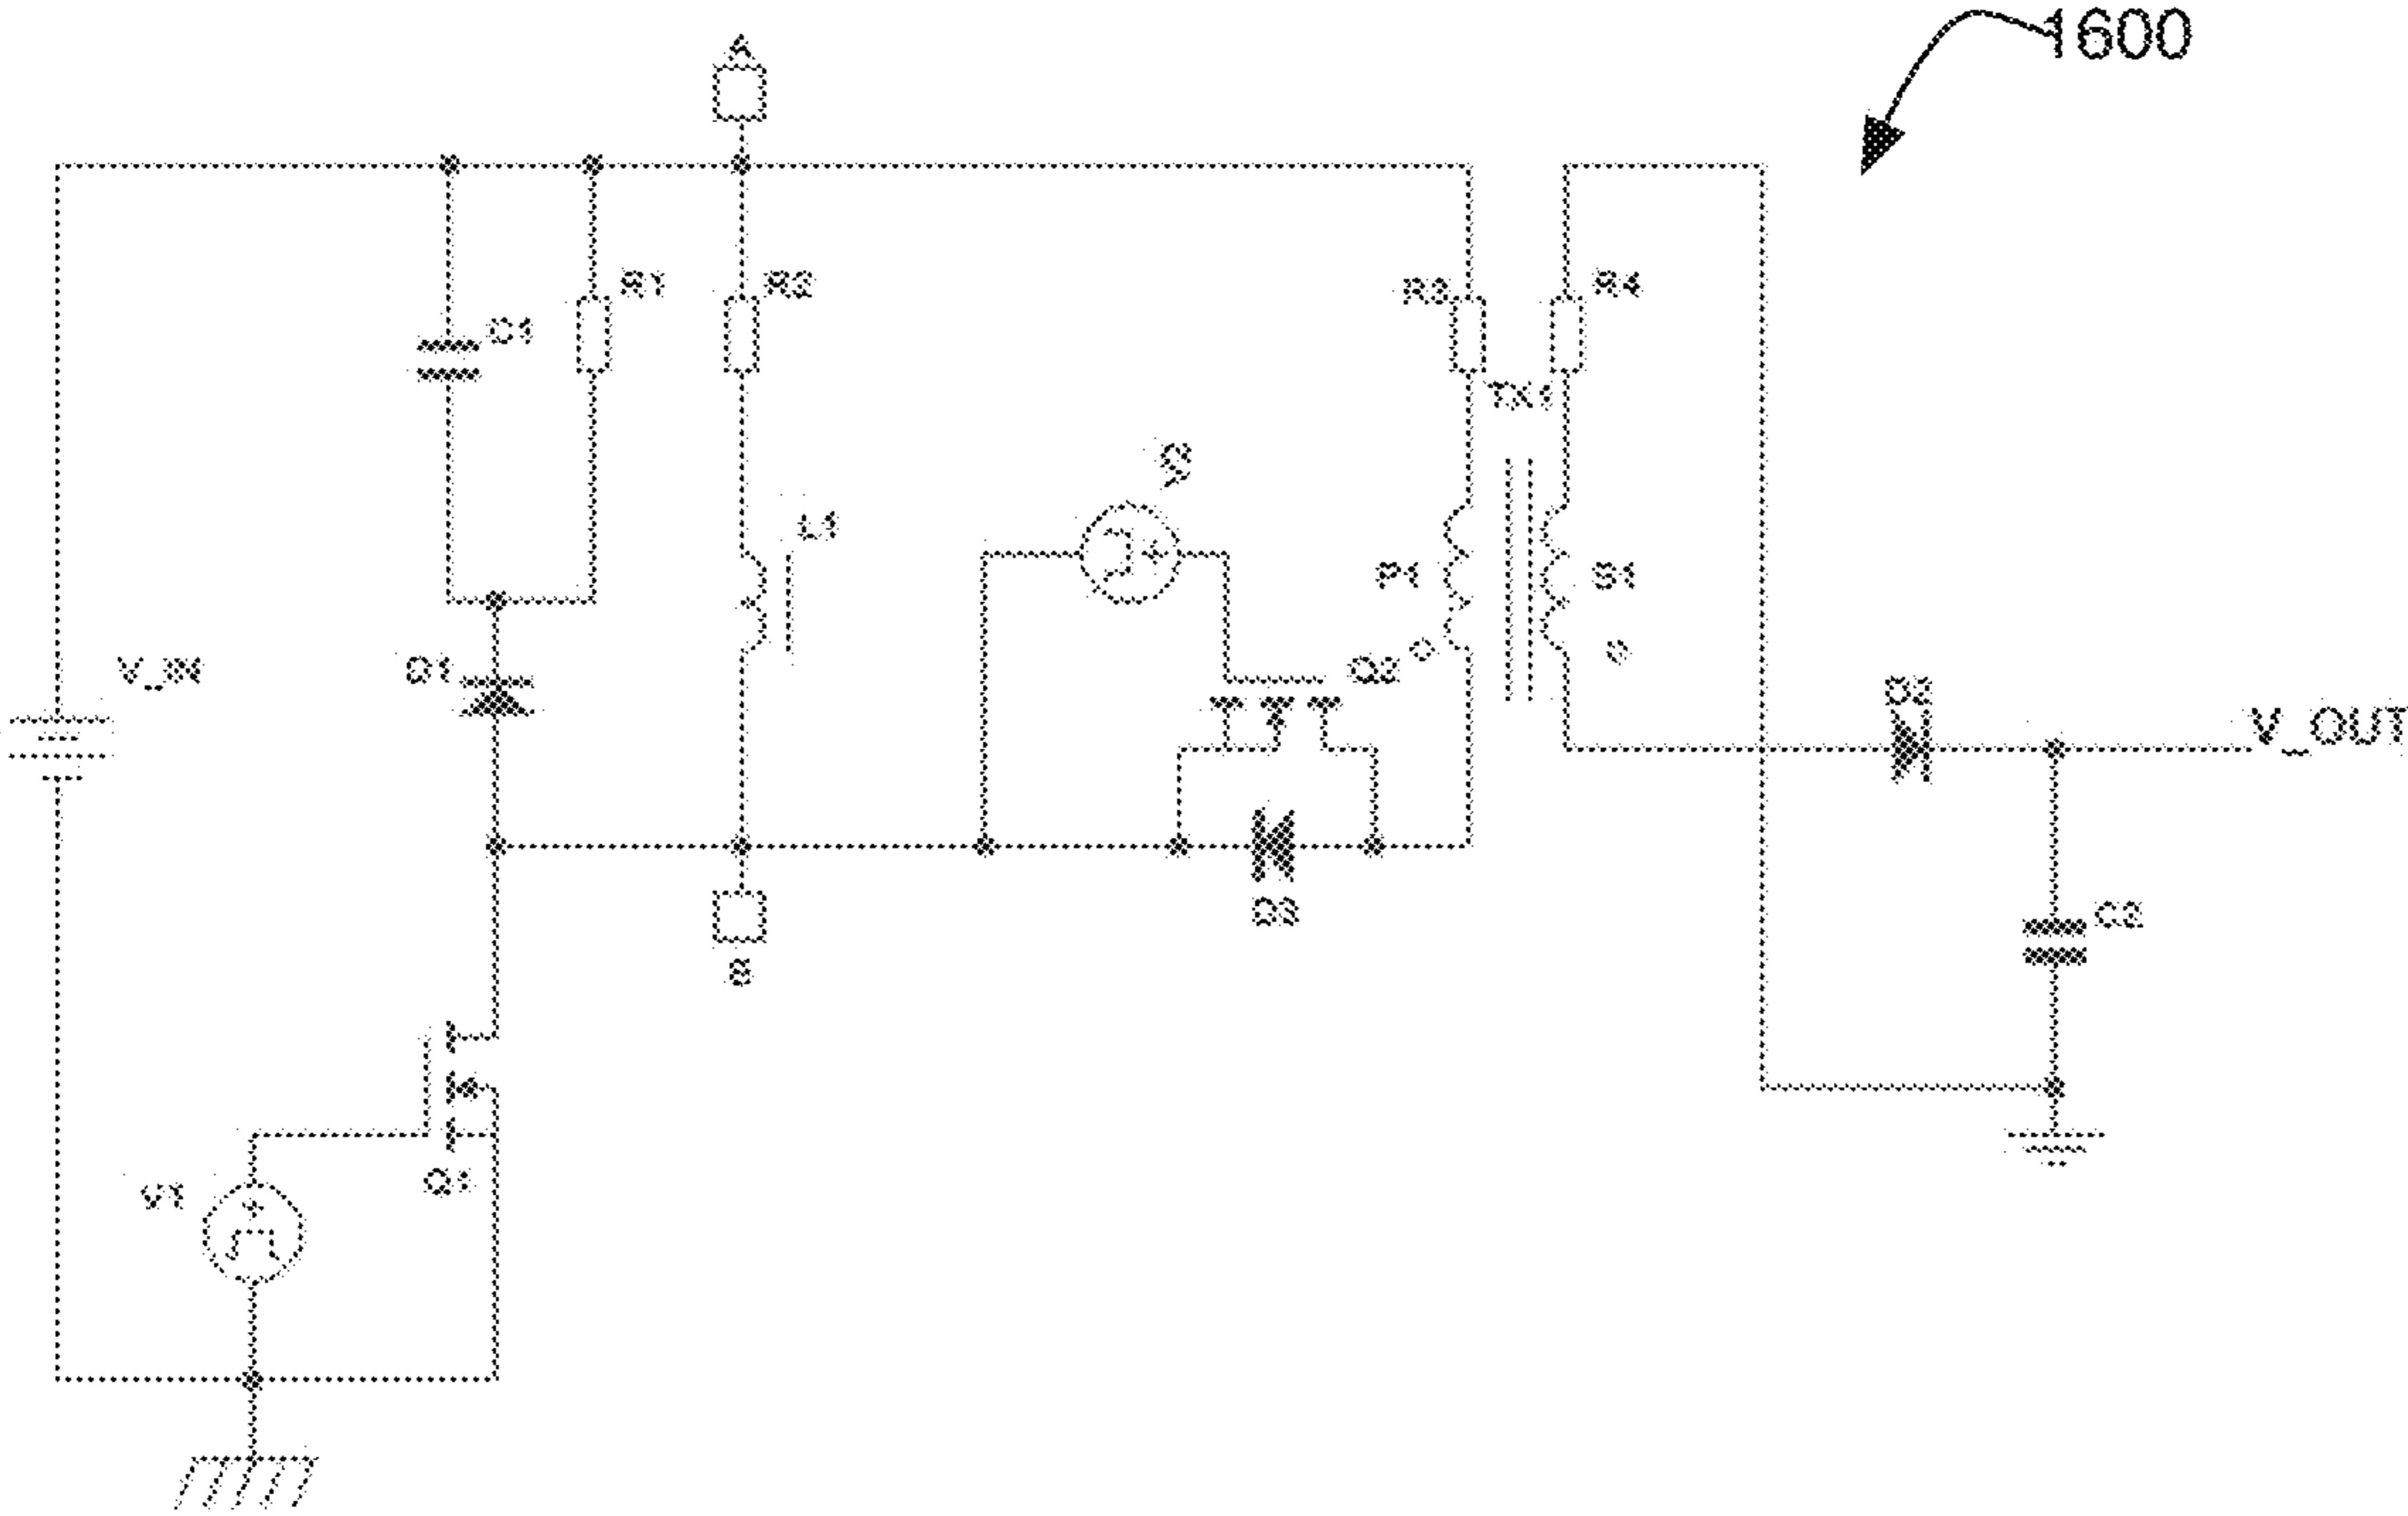 1600
A
R1
R2
R3
R4
C1
TX1
L1
P1
S1
V_IN
D1
Q2
D2
V_OUT
D3
C2
B
Q1
V1